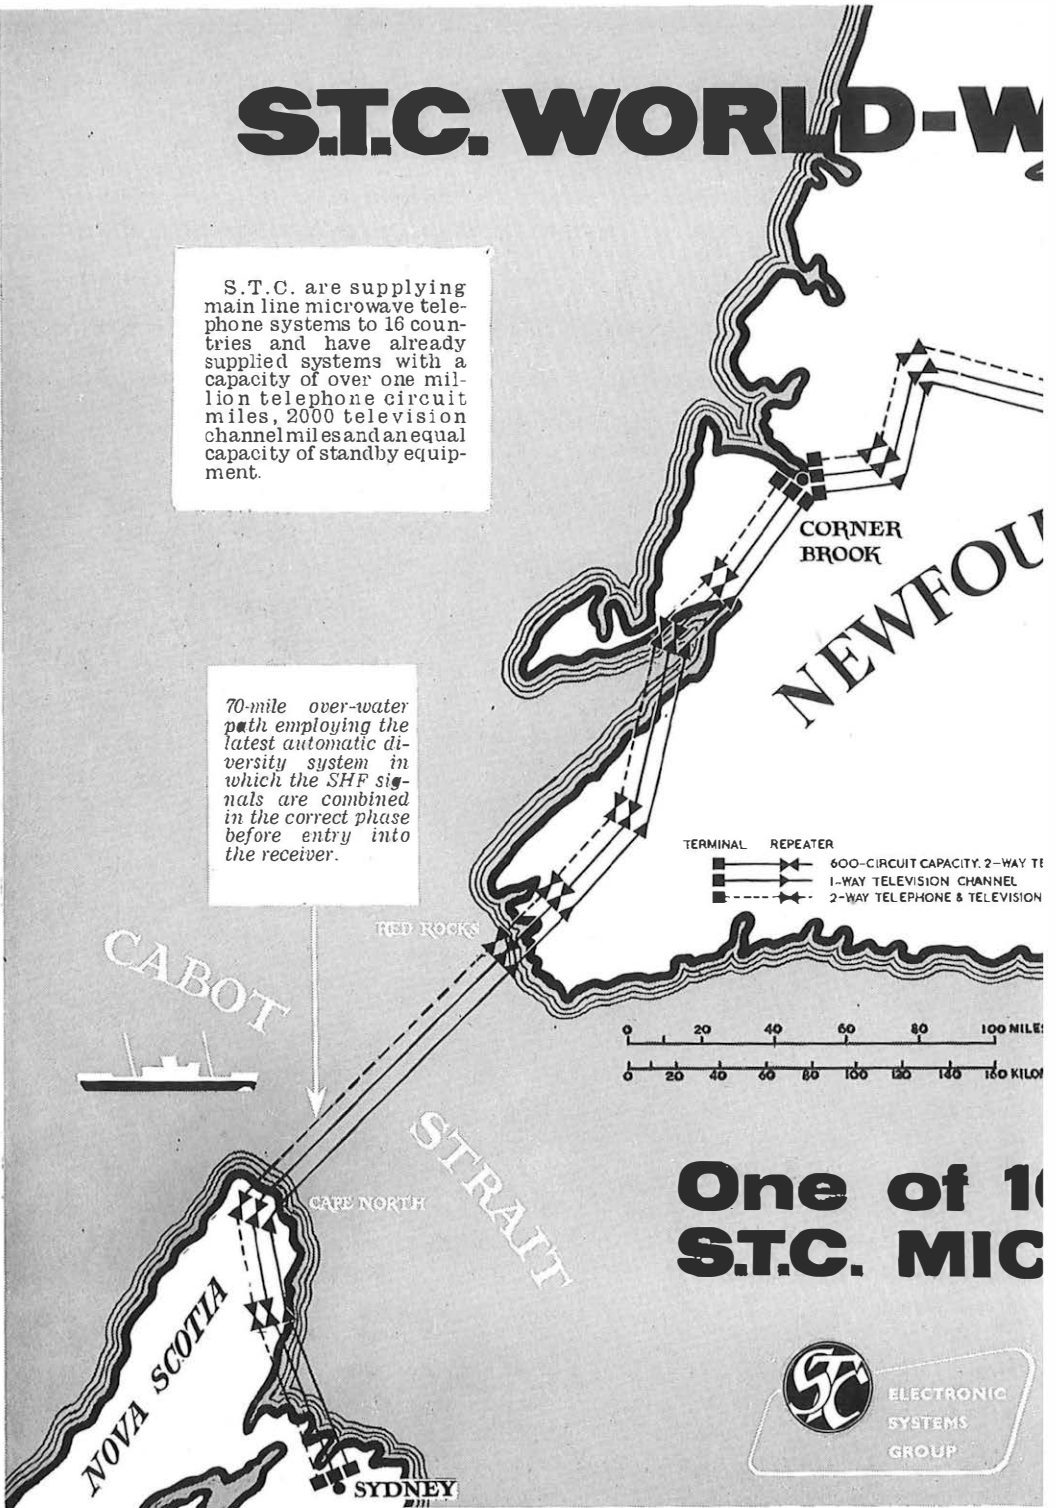 S.T.C. WORLD-W
S.T.C. are supplying
main line microwave tele-
phone systems to 16 coun-
tries and have already
supplied systems with a
capacity of over one mil-
lion telephone circuit
miles, 2000 television
channel miles and an equal
capacity of standby equip-
ment.
CORNER
BROOK
NEWFOU
70-mile over-water
path employing the
latest automatic di-
versity system in
which the SHF sig-
nals are combined
in the correct phase
before entry into
the receiver.
TERMINAL REPEATER
600-CIRCUIT CAPACITY. 2-WAY TE
1-WAY TELEVISION CHANNEL
2-WAY TELEPHONE & TELEVISION
RED ROCKS
CABOT
STRAIT
0 20 40 60 80 100 MILES
0 20 40 60 80 100 120 140 160 KILOM
CAPE NORTH
One of 16
S.T.C. MIC
NOVA SCOTIA
STC
ELECTRONIC
SYSTEMS
GROUP
SYDNEY